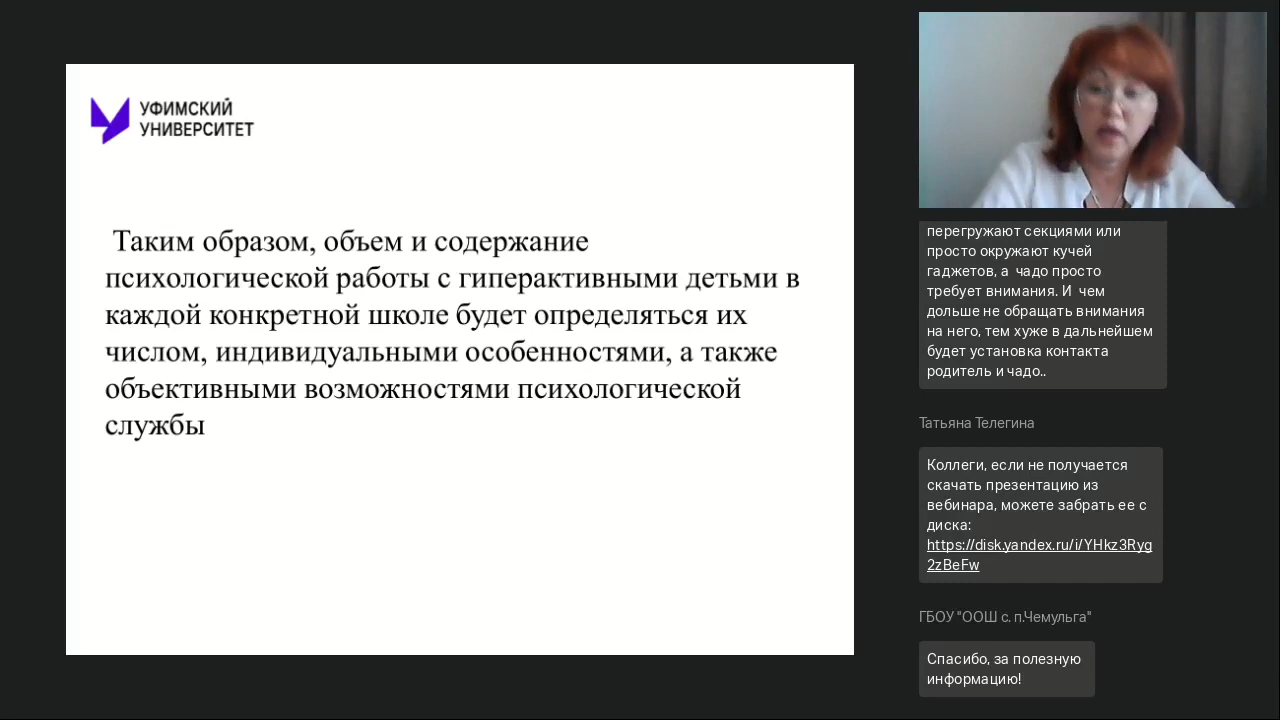 УФИМСКИЙ
УНИВЕРСИТЕТ
Таким образом, объем и содержание
психологической работы с гиперактивными детьми в
каждой конкретной школе будет определяться их
числом, индивидуальными особенностями, а также
объективными возможностями психологической
службы
перегружают секциями или
просто окружают кучей
гаджетов, а чадо просто
требует внимания. И чем
дольше не обращать внимания
на него, тем хуже в дальнейшем
будет установка контакта
родитель и чадо..
Татьяна Телегина
Коллеги, если не получается
скачать презентацию из
вебинара, можете забрать ее с
диска:
https://disk.yandex.ru/i/YHkz3Ryg
2zBeFw
ГБОУ "ООШ с. п.Чемульга"
Спасибо, за полезную
информацию!